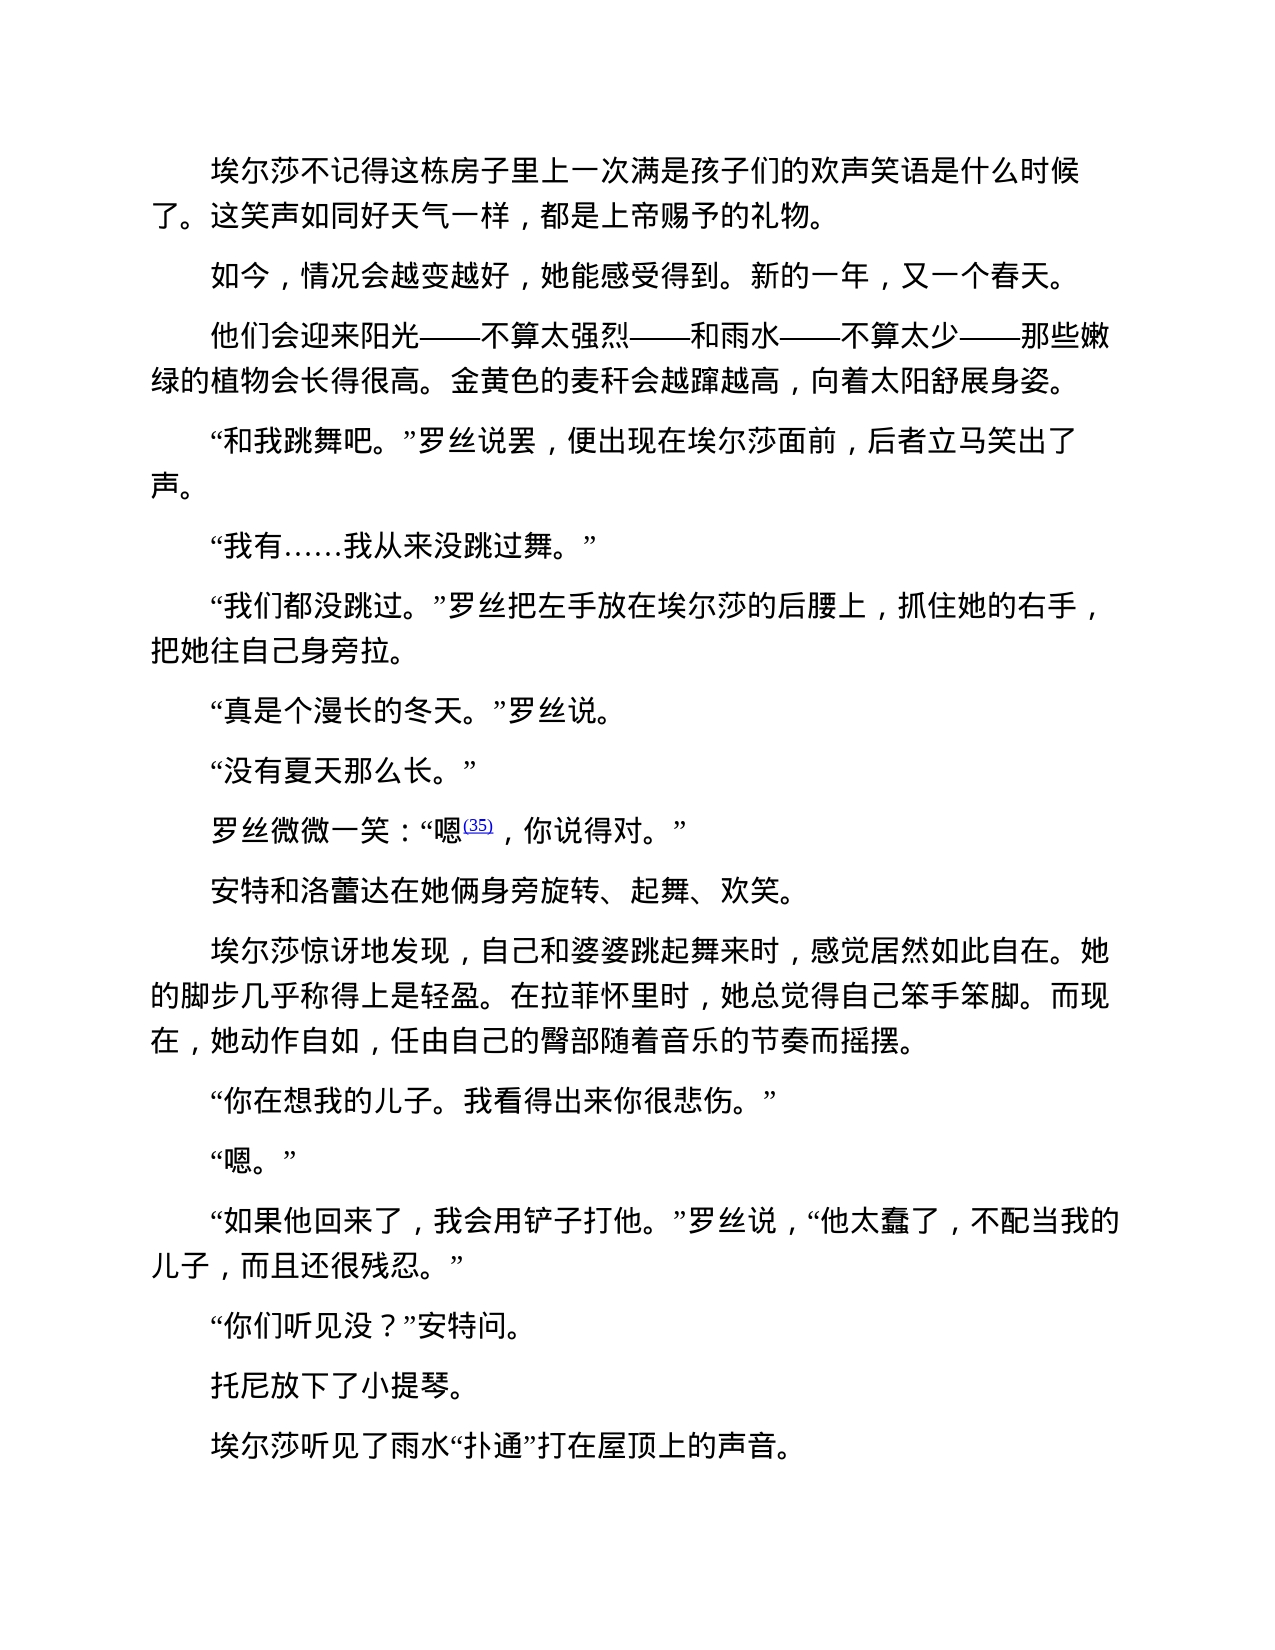 埃尔莎不记得这栋房子里上一次满是孩子们的欢声笑语是什么时候
了。这笑声如同好天气一样，都是上帝赐予的礼物。
如今，情况会越变越好，她能感受得到。新的一年，又一个春天。
他们会迎来阳光——不算太强烈——和雨水——不算太少——那些嫩
绿的植物会长得很高。金黄色的麦秆会越蹿越高，向着太阳舒展身姿。
“和我跳舞吧。”罗丝说罢，便出现在埃尔莎面前，后者立马笑出了
声。
“我有……我从来没跳过舞。”
“我们都没跳过。”罗丝把左手放在埃尔莎的后腰上，抓住她的右手，
把她往自己身旁拉。
“真是个漫长的冬天。”罗丝说。
“没有夏天那么长。”
罗丝微微一笑：“嗯(35)，你说得对。”
安特和洛蕾达在她俩身旁旋转、起舞、欢笑。
埃尔莎惊讶地发现，自己和婆婆跳起舞来时，感觉居然如此自在。她
的脚步几乎称得上是轻盈。在拉菲怀里时，她总觉得自己笨手笨脚。而现
在，她动作自如，任由自己的臀部随着音乐的节奏而摇摆。
“你在想我的儿子。我看得出来你很悲伤。”
“嗯。”
“如果他回来了，我会用铲子打他。”罗丝说，“他太蠢了，不配当我的
儿子，而且还很残忍。”
“你们听见没？”安特问。
托尼放下了小提琴。
埃尔莎听见了雨水“扑通”打在屋顶上的声音。